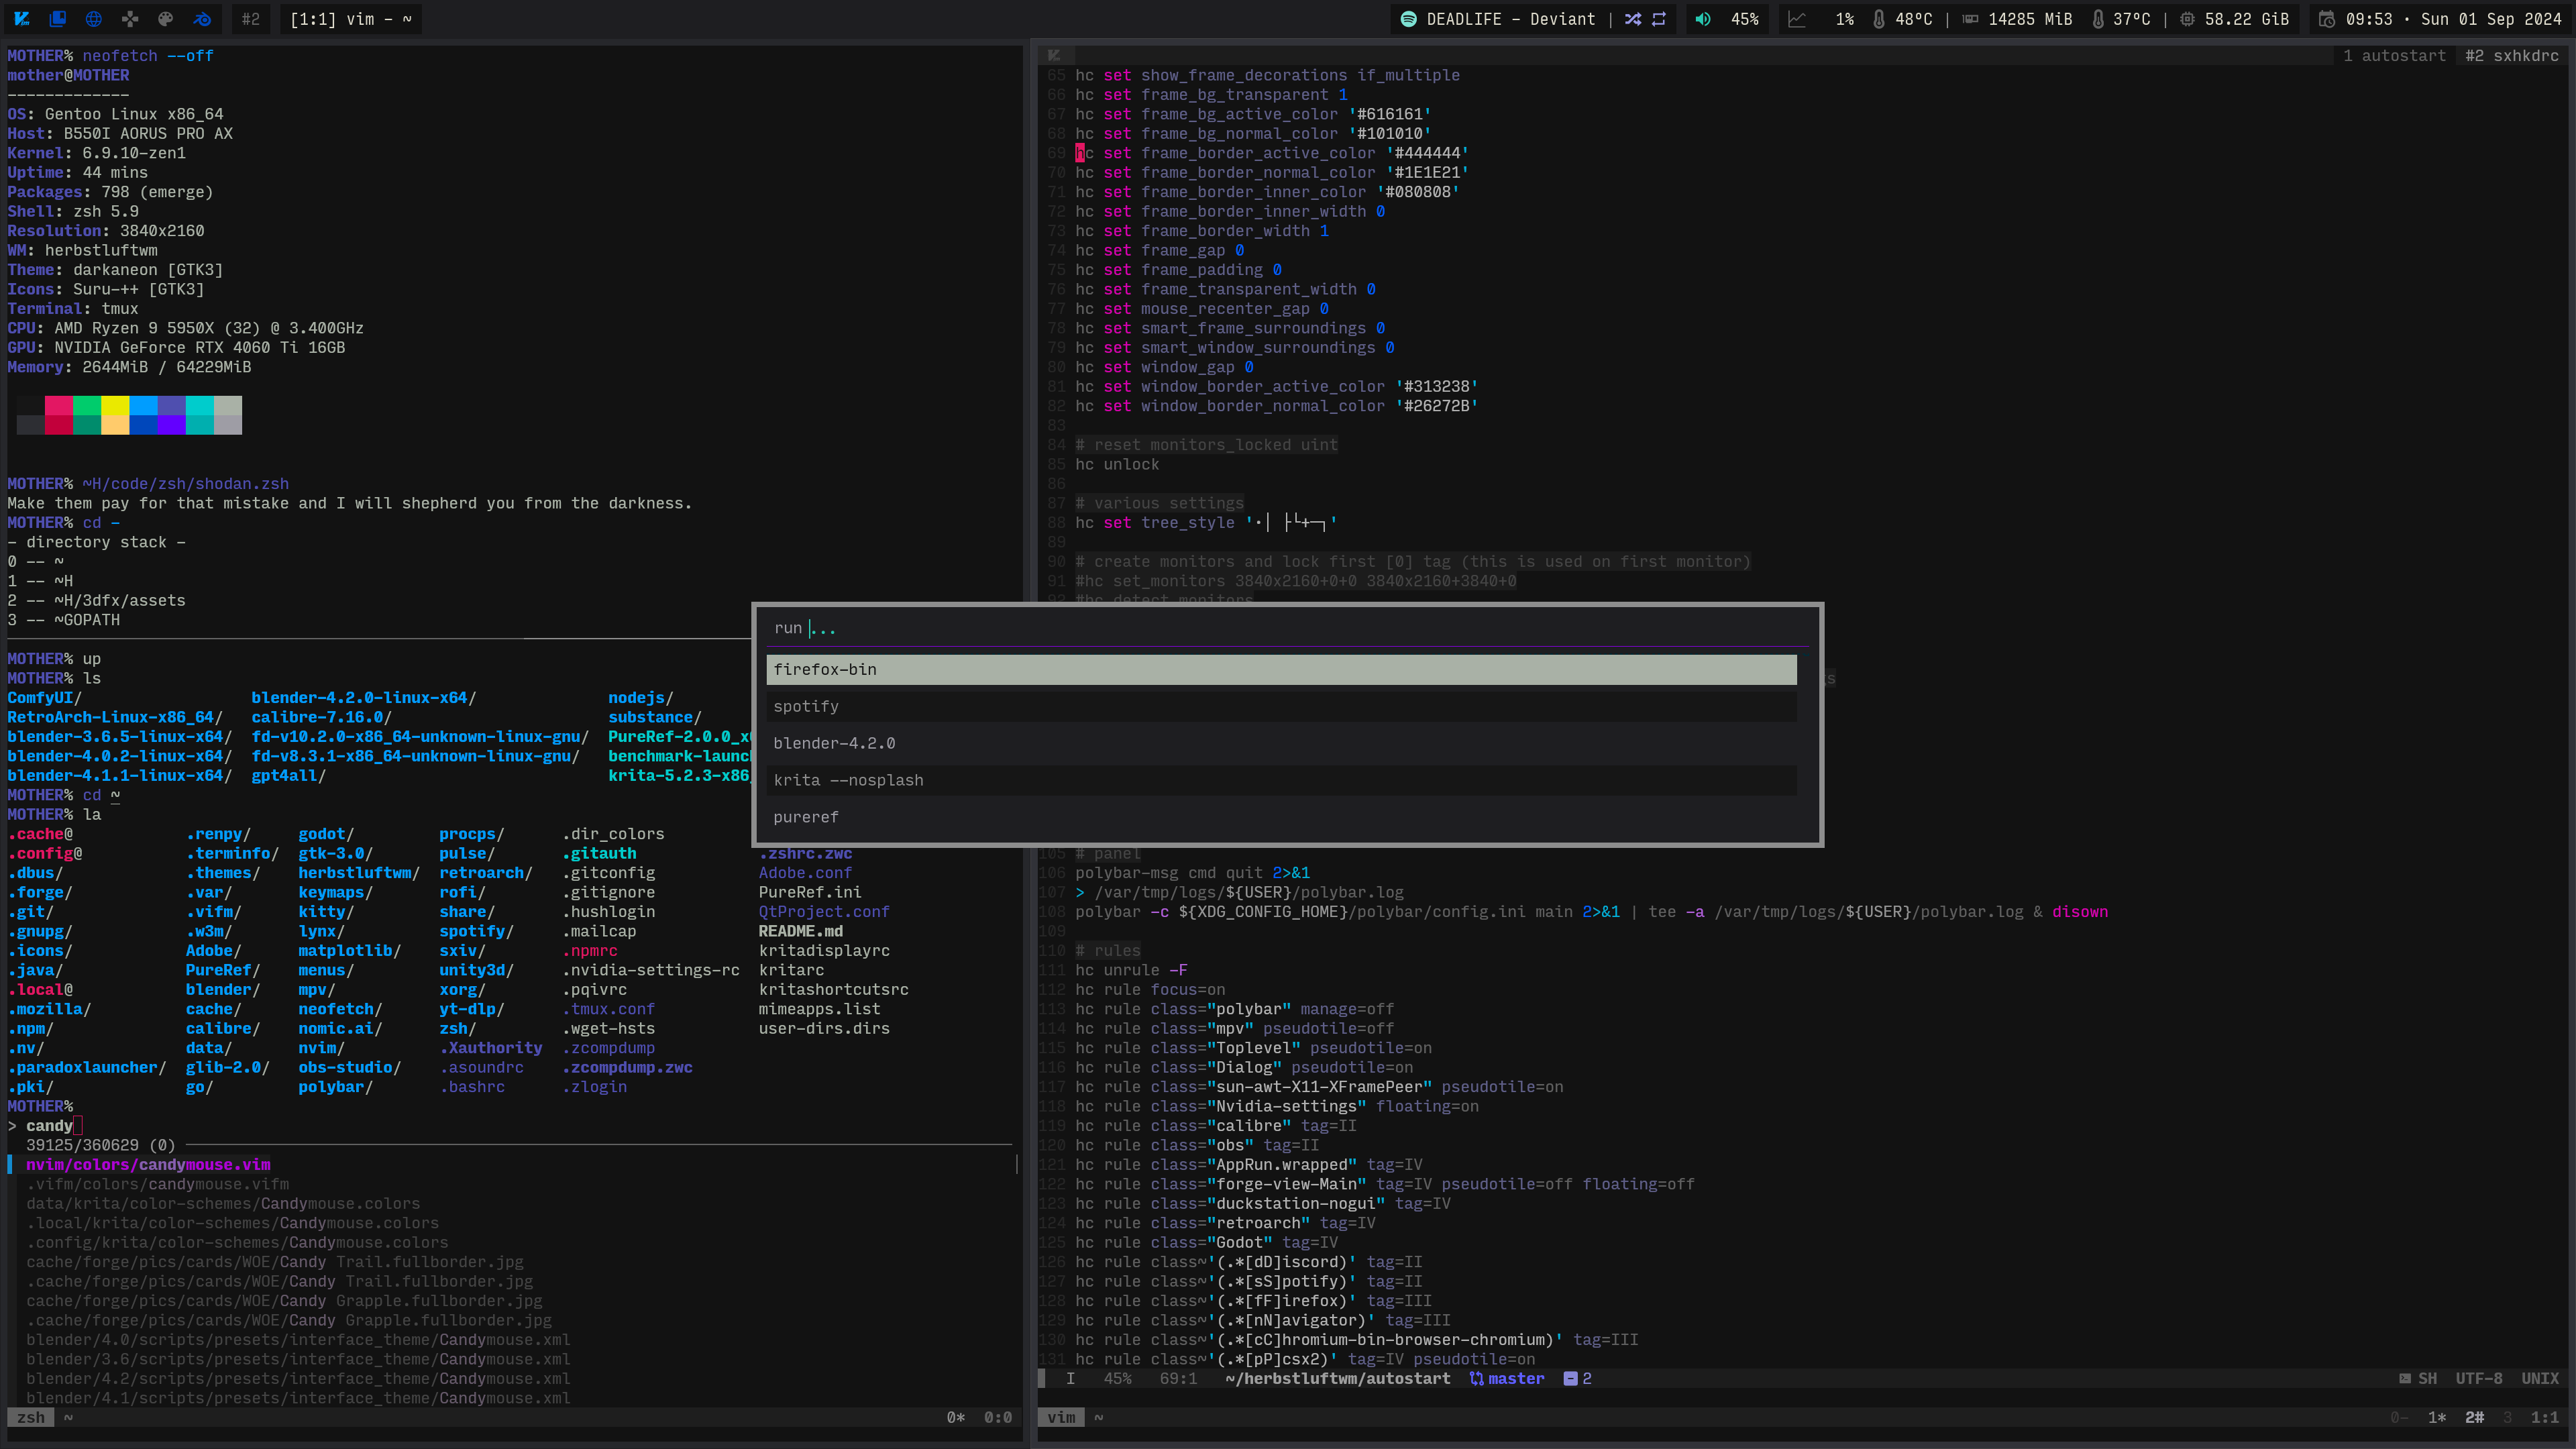 #2
[1:1] vim - ~
DEADLIFE - Deviant |
45%
1% 48°C | 14285 MiB 37°C | 58.22 GiB
09:53 · Sun 01 Sep 2024
MOTHER% neofetch --off
mother@MOTHER
-------------
OS: Gentoo Linux x86_64
Host: B550I AORUS PRO AX
Kernel: 6.9.10-zen1
Uptime: 44 mins
Packages: 798 (emerge)
Shell: zsh 5.9
Resolution: 3840x2160
WM: herbstluftwm
Theme: darkaneon [GTK3]
Icons: Suru-++ [GTK3]
Terminal: tmux
CPU: AMD Ryzen 9 5950X (32) @ 3.400GHz
GPU: NVIDIA GeForce RTX 4060 Ti 16GB
Memory: 2644MiB / 64229MiB
MOTHER% ~H/code/zsh/shodan.zsh
Make them pay for that mistake and I will shepherd you from the darkness.
MOTHER% cd -
- directory stack -
0 -- ~
1 -- ~H
2 -- ~H/3dfx/assets
3 -- ~GOPATH
MOTHER% up
MOTHER% ls
ComfyUI/ blender-4.2.0-linux-x64/ nodejs/
RetroArch-Linux-x86_64/ calibre-7.16.0/ substance/
blender-3.6.5-linux-x64/ fd-v10.2.0-x86_64-unknown-linux-gnu/ PureRef-2.0.0_x
blender-4.0.2-linux-x64/ fd-v8.3.1-x86_64-unknown-linux-gnu/ benchmark-launc
blender-4.1.1-linux-x64/ gpt4all/ krita-5.2.3-x86
MOTHER% cd ~
MOTHER% la
.cache@ .renpy/ godot/ procps/ .dir_colors
.config@ .terminfo/ gtk-3.0/ pulse/ .gitauth .zshrc.zwc
.dbus/ .themes/ herbstluftwm/ retroarch/ .gitconfig Adobe.conf
.forge/ .var/ keymaps/ rofi/ .gitignore PureRef.ini
.git/ .vifm/ kitty/ share/ .hushlogin QtProject.conf
.gnupg/ .w3m/ lynx/ spotify/ .mailcap README.md
.icons/ Adobe/ matplotlib/ sxiv/ .npmrc kritadisplayrc
.java/ PureRef/ menus/ unity3d/ .nvidia-settings-rc kritarc
.local@ blender/ mpv/ xorg/ .pqivrc kritashortcutsrc
.mozilla/ cache/ neofetch/ yt-dlp/ .tmux.conf mimeapps.list
.npm/ calibre/ nomic.ai/ zsh/ .wget-hsts user-dirs.dirs
.nv/ data/ nvim/ .Xauthority .zcompdump
.paradoxlauncher/ glib-2.0/ obs-studio/ .asoundrc .zcompdump.zwc
.pki/ go/ polybar/ .bashrc .zlogin
MOTHER%
> candy
39125/360629 (0)
nvim/colors/candymouse.vim
.vifm/colors/candymouse.vifm
data/krita/color-schemes/Candymouse.colors
.local/krita/color-schemes/Candymouse.colors
.config/krita/color-schemes/Candymouse.colors
cache/forge/pics/cards/WOE/Candy Trail.fullborder.jpg
.cache/forge/pics/cards/WOE/Candy Trail.fullborder.jpg
cache/forge/pics/cards/WOE/Candy Grapple.fullborder.jpg
.cache/forge/pics/cards/WOE/Candy Grapple.fullborder.jpg
blender/4.0/scripts/presets/interface_theme/Candymouse.xml
blender/3.6/scripts/presets/interface_theme/Candymouse.xml
blender/4.2/scripts/presets/interface_theme/Candymouse.xml
blender/4.1/scripts/presets/interface_theme/Candymouse.xml
zsh ~ 0* 0:0
run ...
firefox-bin
spotify
blender-4.2.0
krita --nosplash
pureref
1 autostart #2 sxhkdrc
65 hc set show_frame_decorations if_multiple
66 hc set frame_bg_transparent 1
67 hc set frame_bg_active_color '#616161'
68 hc set frame_bg_normal_color '#101010'
69 hc set frame_border_active_color '#444444'
70 hc set frame_border_normal_color '#1E1E21'
71 hc set frame_border_inner_color '#080808'
72 hc set frame_border_inner_width 0
73 hc set frame_border_width 1
74 hc set frame_gap 0
75 hc set frame_padding 0
76 hc set frame_transparent_width 0
77 hc set mouse_recenter_gap 0
78 hc set smart_frame_surroundings 0
79 hc set smart_window_surroundings 0
80 hc set window_gap 0
81 hc set window_border_active_color '#313238'
82 hc set window_border_normal_color '#26272B'
83
84 # reset monitors_locked uint
85 hc unlock
86
87 # various settings
88 hc set tree_style '·│ ├└+─┐'
89
90 # create monitors and lock first [0] tag (this is used on first monitor)
91 #hc set_monitors 3840x2160+0+0 3840x2160+3840+0
92 #hc detect_monitors
105 # panel
106 polybar-msg cmd quit 2>&1
107 > /var/tmp/logs/${USER}/polybar.log
108 polybar -c ${XDG_CONFIG_HOME}/polybar/config.ini main 2>&1 | tee -a /var/tmp/logs/${USER}/polybar.log & disown
109
110 # rules
111 hc unrule -F
112 hc rule focus=on
113 hc rule class="polybar" manage=off
114 hc rule class="mpv" pseudotile=off
115 hc rule class="Toplevel" pseudotile=on
116 hc rule class="Dialog" pseudotile=on
117 hc rule class="sun-awt-X11-XFramePeer" pseudotile=on
118 hc rule class="Nvidia-settings" floating=on
119 hc rule class="calibre" tag=II
120 hc rule class="obs" tag=II
121 hc rule class="AppRun.wrapped" tag=IV
122 hc rule class="forge-view-Main" tag=IV pseudotile=off floating=off
123 hc rule class="duckstation-nogui" tag=IV
124 hc rule class="retroarch" tag=IV
125 hc rule class="Godot" tag=IV
126 hc rule class~'(.*[dD]iscord)' tag=II
127 hc rule class~'(.*[sS]potify)' tag=II
128 hc rule class~'(.*[fF]irefox)' tag=III
129 hc rule class~'(.*[nN]avigator)' tag=III
130 hc rule class~'(.*[cC]hromium-bin-browser-chromium)' tag=III
131 hc rule class~'(.*[pP]csx2)' tag=IV pseudotile=on
I 45% 69:1 ~/herbstluftwm/autostart master 2 SH UTF-8 UNIX
vim ~ 0- 1* 2# 3 1:1